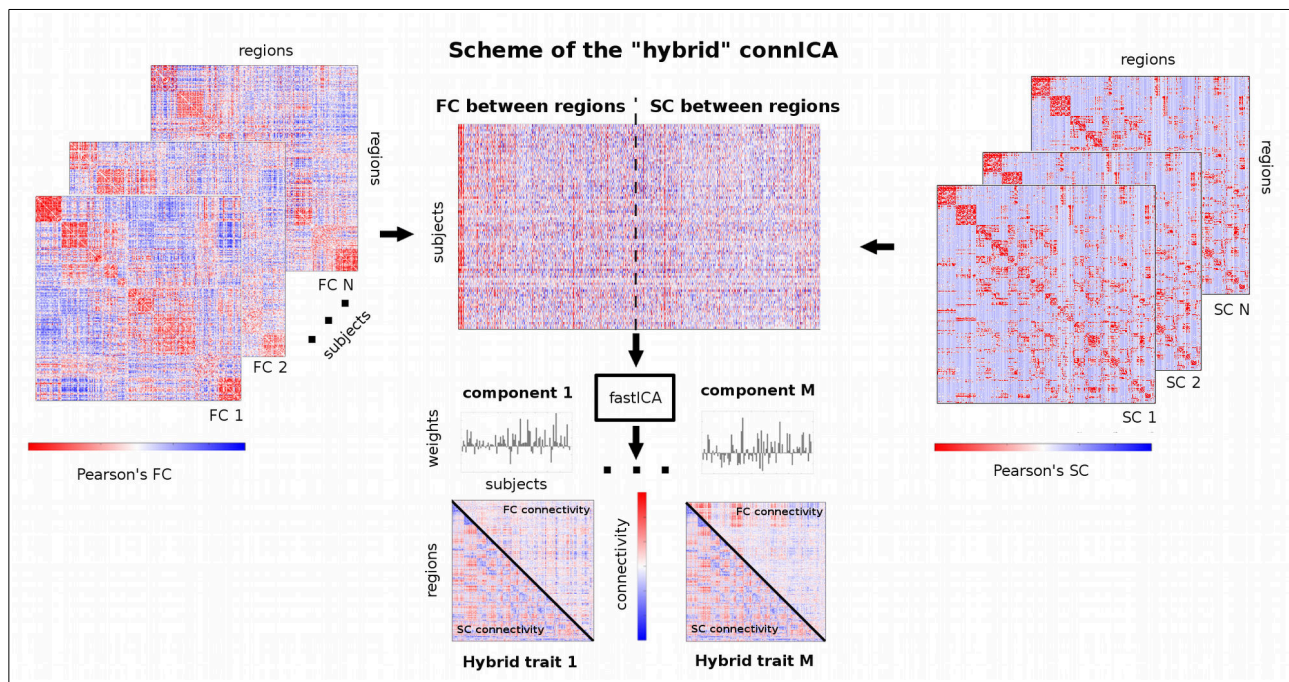 Scheme of the "hybrid" connICA
regions
regions
FC N
FC 2
FC 1
subjects
Pearson's FC
FC between regions
SC between regions
subjects
fastICA
component 1
component M
weights
subjects
regions
FC connectivity
SC connectivity
Hybrid trait 1
connectivity
FC connectivity
SC connectivity
Hybrid trait M
regions
regions
SC N
SC 2
SC 1
Pearson's SC